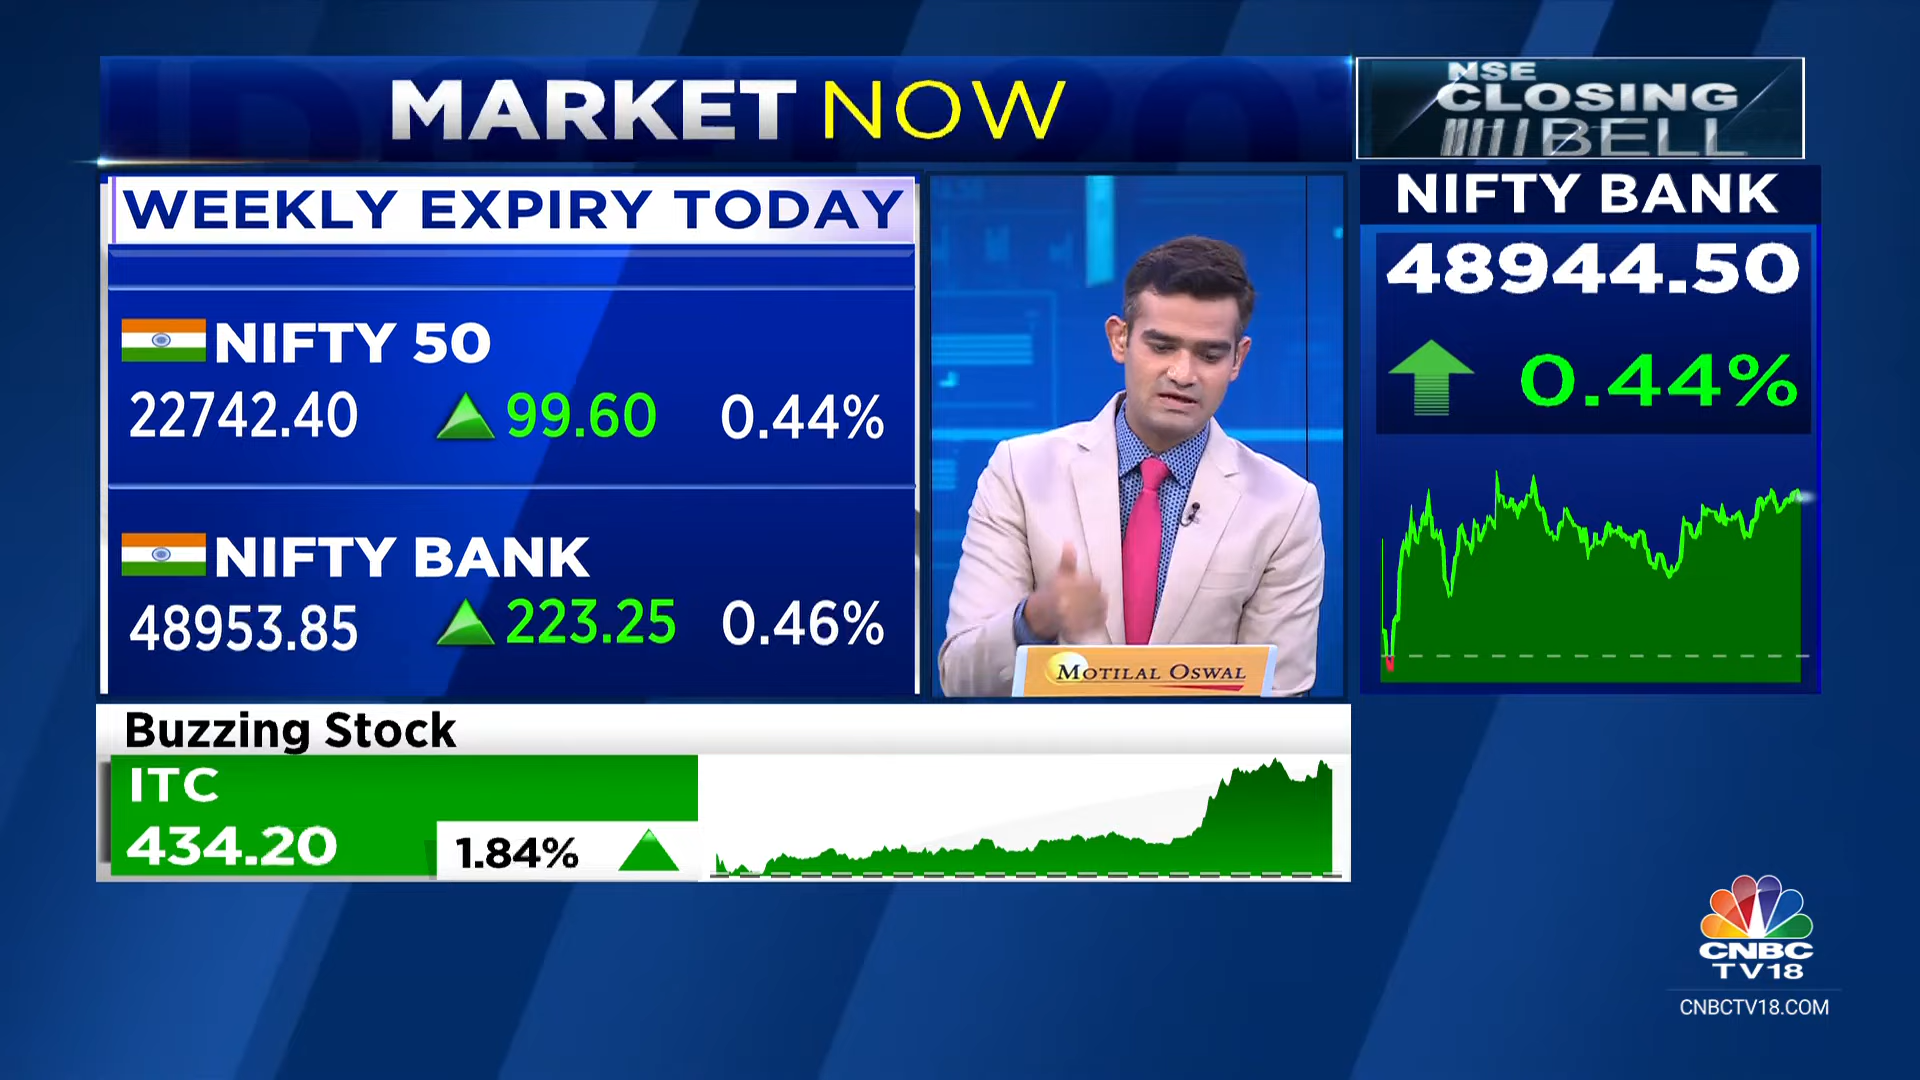 MARKET NOW
NSE
CLOSING
BELL
WEEKLY EXPIRY TODAY
NIFTY 50
22742.40 99.60 0.44%
NIFTY BANK
48953.85 223.25 0.46%
MOTILAL OSWAL
NIFTY BANK
48944.50
0.44%
Buzzing Stock
ITC
434.20
1.84%
CNBC
TV18
CNBCTV18.COM